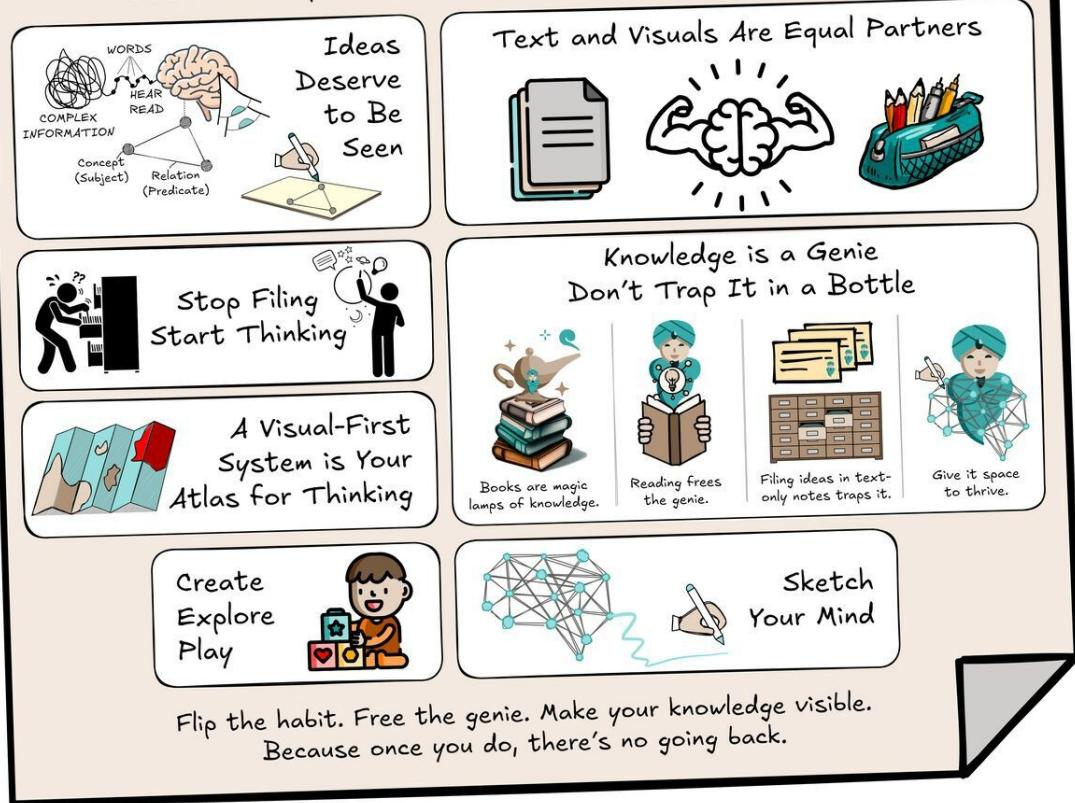 WORDS
HEAR
READ
COMPLEX
INFORMATION
Concept
(Subject)
Relation
(Predicate)
Ideas
Deserve
to Be
Seen
Text and Visuals Are Equal Partners
??
Stop Filing
Start Thinking
Knowledge is a Genie
Don't Trap It in a Bottle
Books are magic
lamps of knowledge.
Reading frees
the genie.
Filing ideas in text-
only notes traps it.
Give it space
to thrive.
A Visual-First
System is Your
Atlas for Thinking
Create
Explore
Play
Sketch
Your Mind
Flip the habit. Free the genie. Make your knowledge visible.
Because once you do, there's no going back.